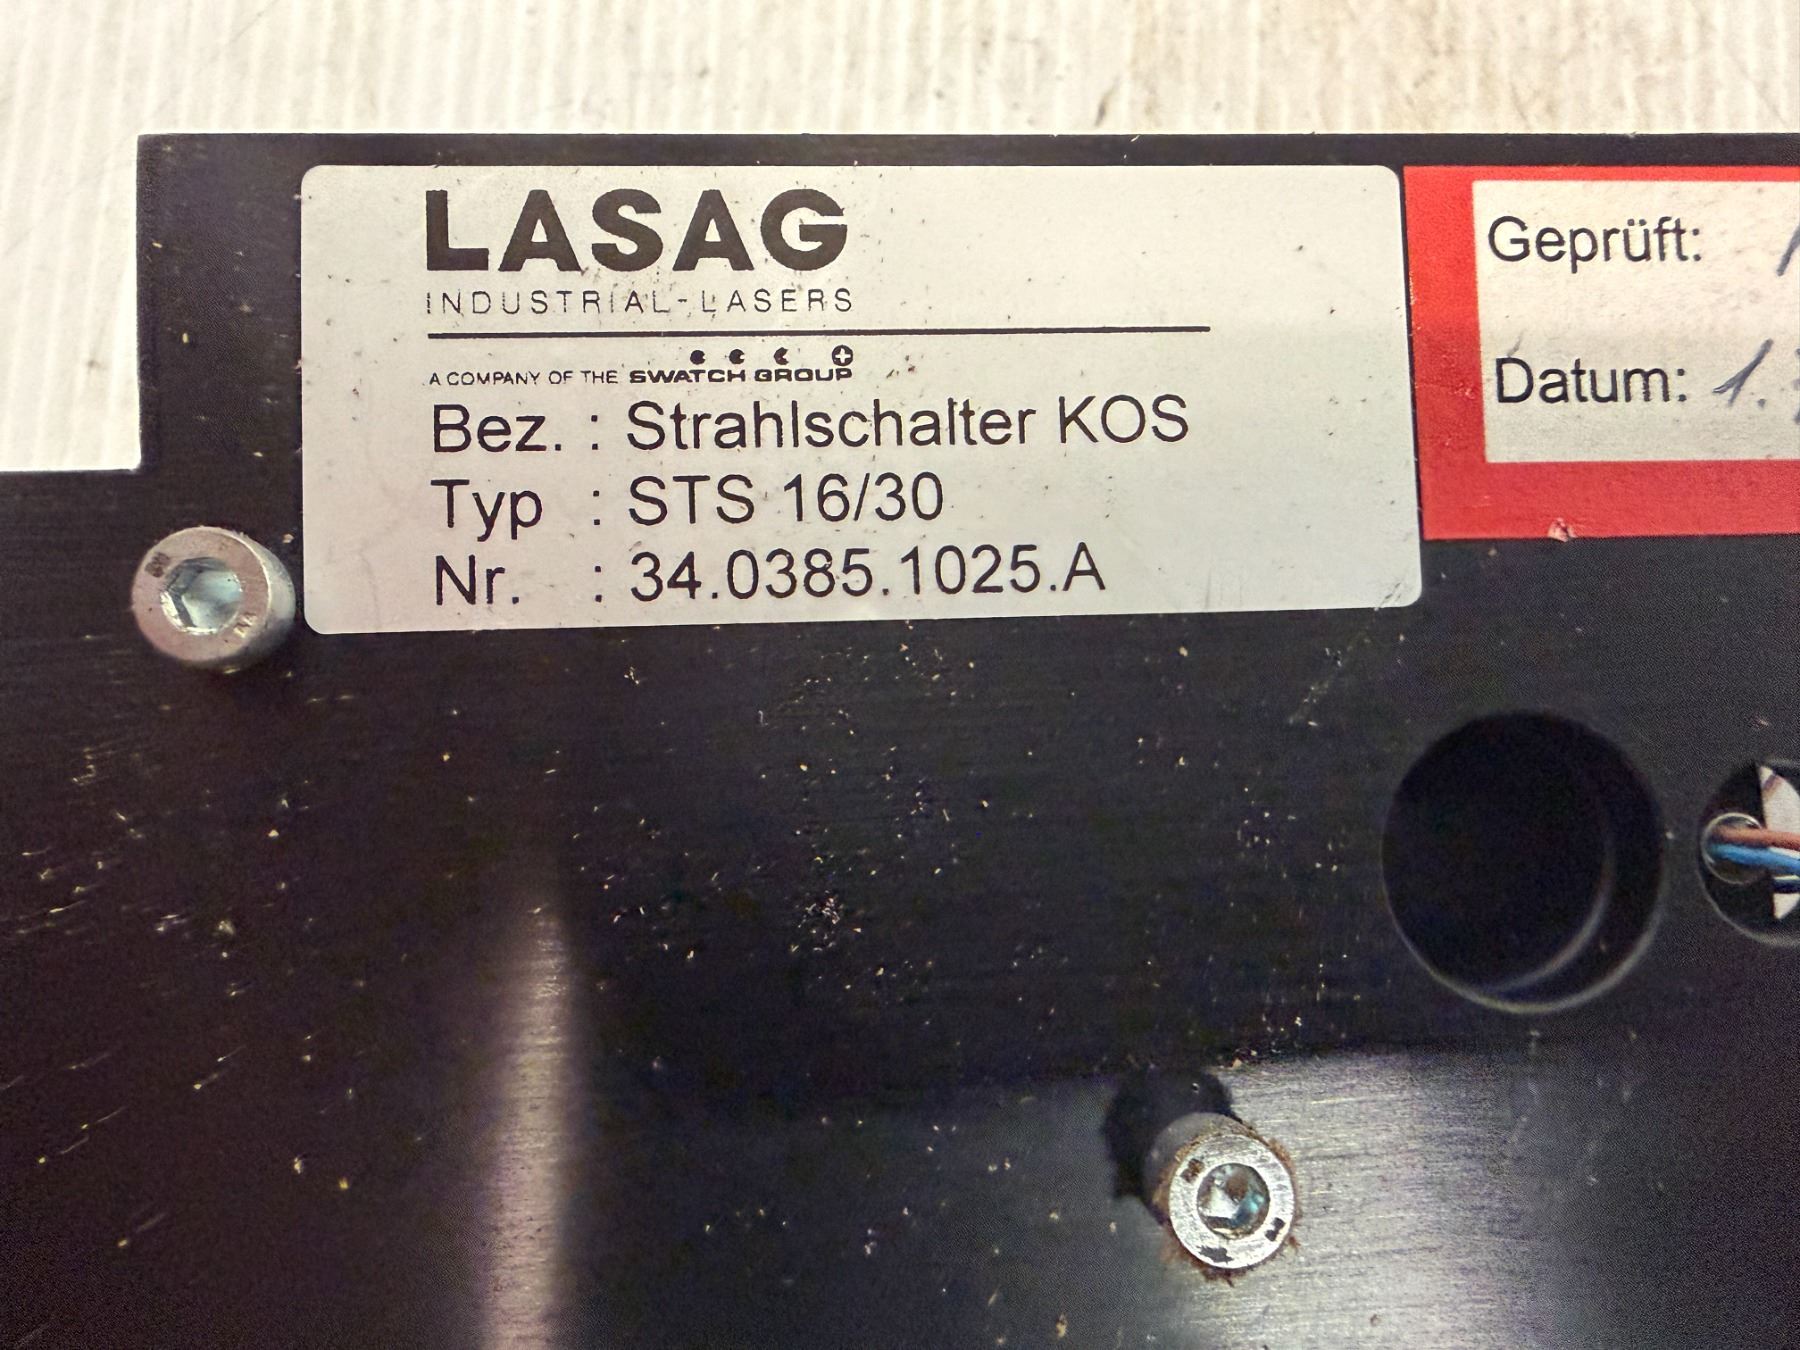 LASAG
INDUSTRIAL-LASERS
A COMPANY OF THE SWATCH GROUP
Bez. : Strahlschalter KOS
Typ : STS 16/30
Nr. : 34.0385.1025.A
Geprüft:
Datum: 1.